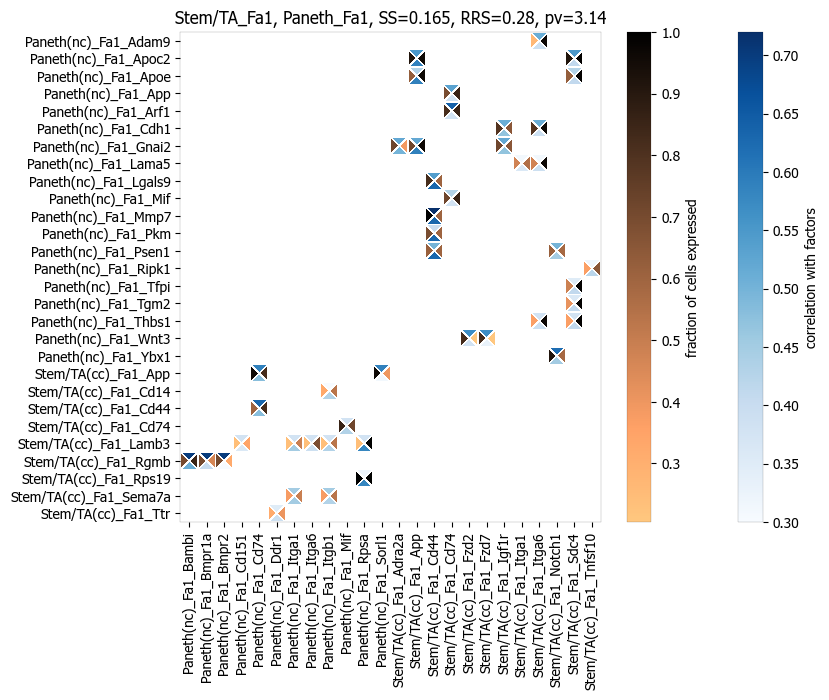 Stem/TA_Fa1, Paneth_Fa1, SS=0.165, RRS=0.28, pv=3.14
Paneth(nc)_Fa1_Adam9
Paneth(nc)_Fa1_Apoc2
Paneth(nc)_Fa1_Apoe
Paneth(nc)_Fa1_App
Paneth(nc)_Fa1_Arf1
Paneth(nc)_Fa1_Cdh1
Paneth(nc)_Fa1_Gnai2
Paneth(nc)_Fa1_Lama5
Paneth(nc)_Fa1_Lgals9
Paneth(nc)_Fa1_Mif
Paneth(nc)_Fa1_Mmp7
Paneth(nc)_Fa1_Pkm
Paneth(nc)_Fa1_Psen1
Paneth(nc)_Fa1_Ripk1
Paneth(nc)_Fa1_Tfpi
Paneth(nc)_Fa1_Tgm2
Paneth(nc)_Fa1_Thbs1
Paneth(nc)_Fa1_Wnt3
Paneth(nc)_Fa1_Ybx1
Stem/TA(cc)_Fa1_App
Stem/TA(cc)_Fa1_Cd14
Stem/TA(cc)_Fa1_Cd44
Stem/TA(cc)_Fa1_Cd74
Stem/TA(cc)_Fa1_Lamb3
Stem/TA(cc)_Fa1_Rgmb
Stem/TA(cc)_Fa1_Rps19
Stem/TA(cc)_Fa1_Sema7a
Stem/TA(cc)_Fa1_Ttr
Paneth(nc)_Fa1_Bambi
Paneth(nc)_Fa1_Bmpr1a
Paneth(nc)_Fa1_Bmpr2
Paneth(nc)_Fa1_Cd151
Paneth(nc)_Fa1_Cd74
Paneth(nc)_Fa1_Ddr1
Paneth(nc)_Fa1_Itga1
Paneth(nc)_Fa1_Itga6
Paneth(nc)_Fa1_Itgb1
Paneth(nc)_Fa1_Mif
Paneth(nc)_Fa1_Rpsa
Paneth(nc)_Fa1_Sorl1
Stem/TA(cc)_Fa1_Adra2a
Stem/TA(cc)_Fa1_App
Stem/TA(cc)_Fa1_Cd44
Stem/TA(cc)_Fa1_Cd74
Stem/TA(cc)_Fa1_Fzd2
Stem/TA(cc)_Fa1_Fzd7
Stem/TA(cc)_Fa1_Igf1r
Stem/TA(cc)_Fa1_Itga1
Stem/TA(cc)_Fa1_Itga6
Stem/TA(cc)_Fa1_Notch1
Stem/TA(cc)_Fa1_Sdc4
Stem/TA(cc)_Fa1_Tnfsf10
1.0
0.9
0.8
0.7
0.6
0.5
0.4
0.3
fraction of cells expressed
0.70
0.65
0.60
0.55
0.50
0.45
0.40
0.35
0.30
correlation with factors